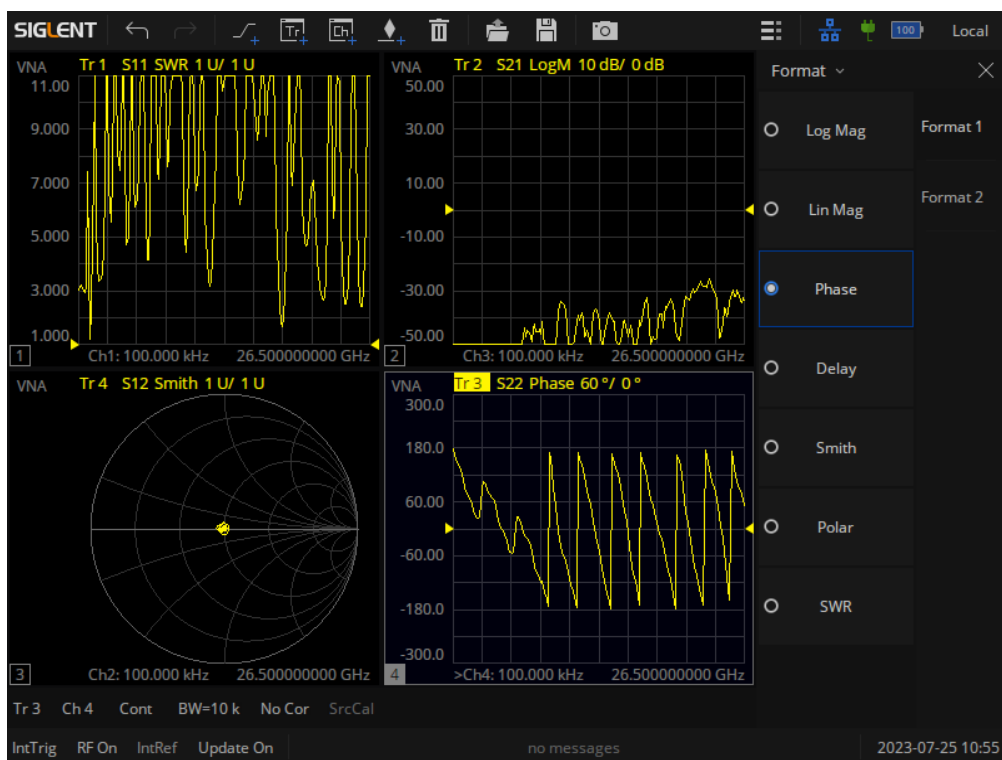 SIGLENT Tr Ch 100 Local
VNA Tr 1 S11 SWR 1 U/ 1 U
11.00
9.000
7.000
5.000
3.000
1.000
1 Ch1: 100.000 kHz 26.500000000 GHz
VNA Tr 2 S21 LogM 10 dB/ 0 dB
50.00
30.00
10.00
-10.00
-30.00
-50.00
2 Ch3: 100.000 kHz 26.500000000 GHz
VNA Tr 4 S12 Smith 1 U/ 1 U
3 Ch2: 100.000 kHz 26.500000000 GHz
VNA Tr 3 S22 Phase 60 °/ 0 °
300.0
180.0
60.00
-60.00
-180.0
-300.0
4 >Ch4: 100.000 kHz 26.500000000 GHz
Format
Log Mag
Lin Mag
Phase
Delay
Smith
Polar
SWR
Format 1
Format 2
Tr 3 Ch 4 Cont BW=10 k No Cor SrcCal
IntTrig RF On IntRef Update On no messages 2023-07-25 10:55